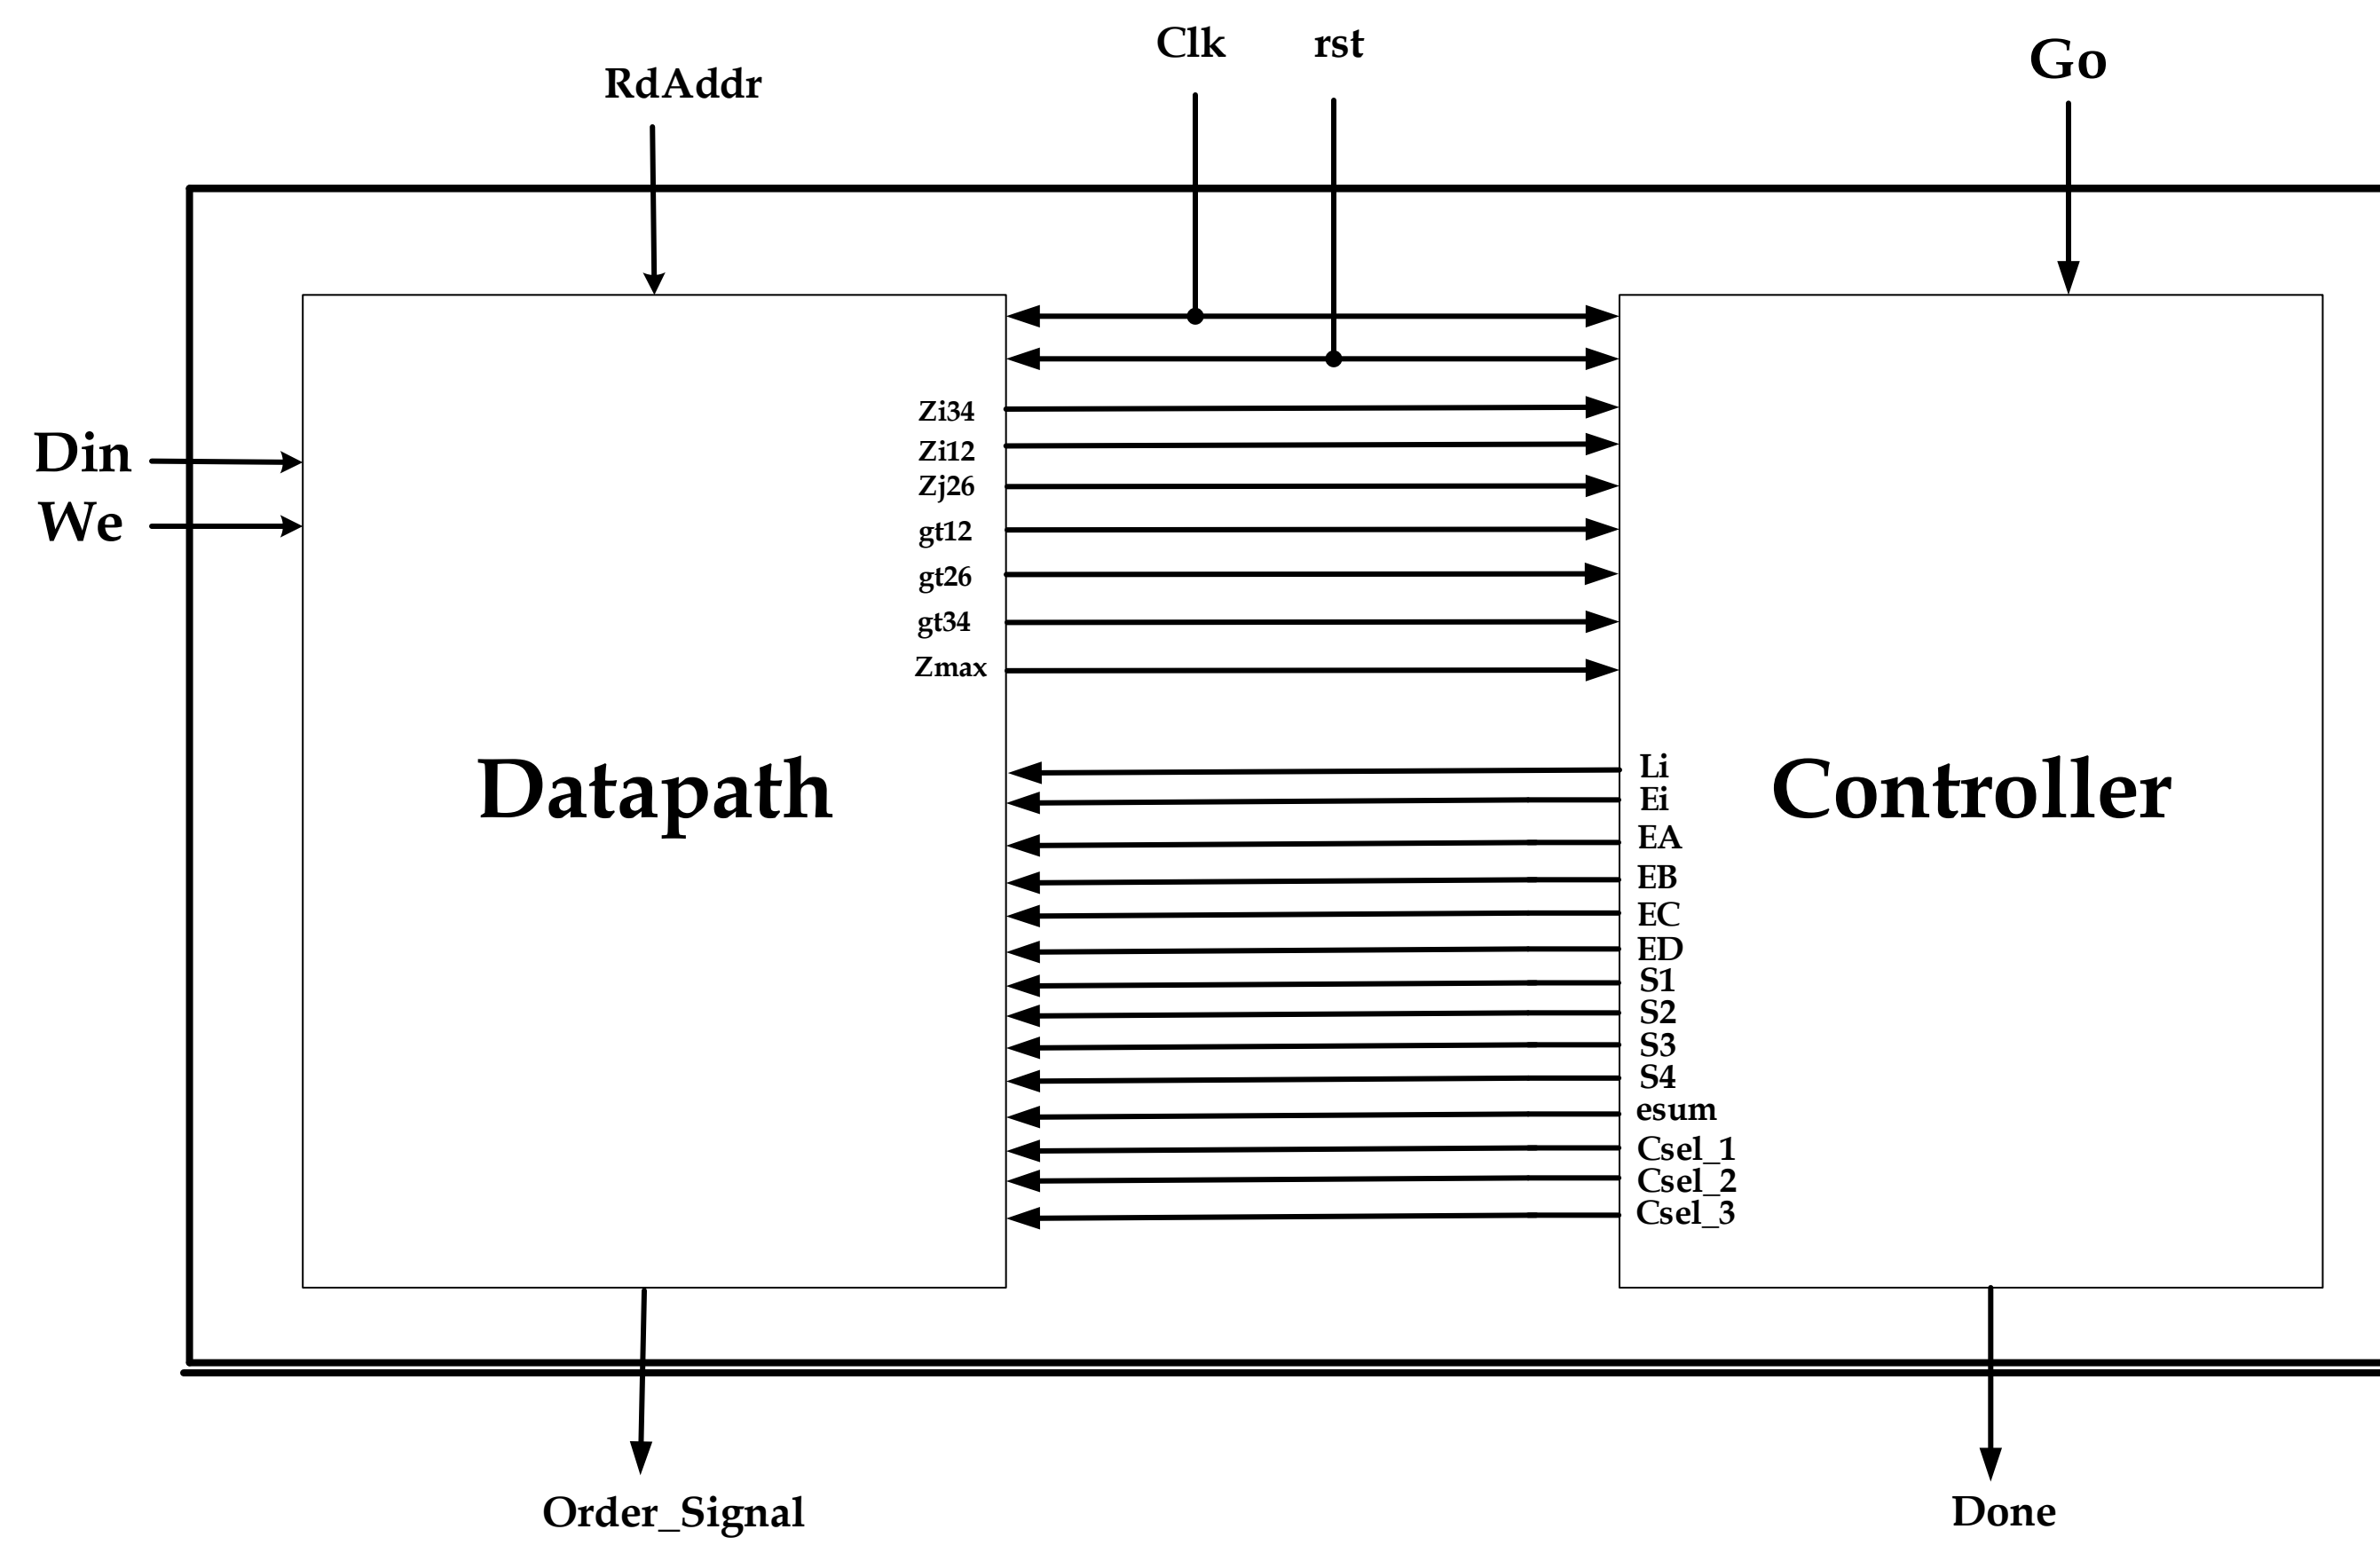 Clk
rst
Go
RdAddr
Din
We
Zi34
Zi12
Zj26
gt12
gt26
gt34
Zmax
Datapath
Controller
Li
Ei
EA
EB
EC
ED
S1
S2
S3
S4
esum
Csel_1
Csel_2
Csel_3
Order_Signal
Done